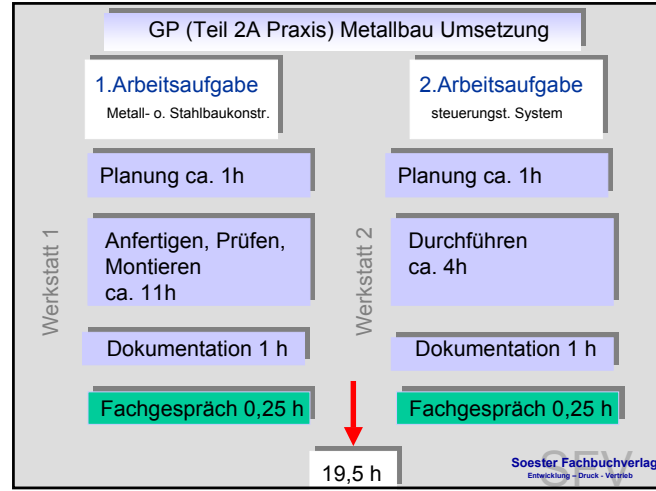 GP (Teil 2A Praxis) Metallbau Umsetzung
1.Arbeitsaufgabe
Metall- o. Stahlbaukonstr.
Werkstatt 1
Planung ca. 1h
Anfertigen, Prüfen,
Montieren
ca. 11h
Dokumentation 1 h
Fachgespräch 0,25 h
2.Arbeitsaufgabe
steuerungst. System
Werkstatt 2
Planung ca. 1h
Durchführen
ca. 4h
Dokumentation 1 h
Fachgespräch 0,25 h
19,5 h
SFV
Soester Fachbuchverlag
Entwicklung – Druck - Vertrieb